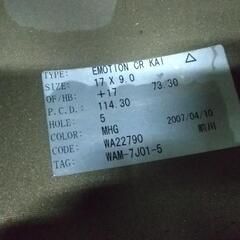 TYPE: EMOTION CR KAI △
SIZE: 17 X 9.0
OF/HB: +17 73.30
P.C.D.: 114.30
HOLE: 5
COLOR: MHG 2007/04/10
CODE: WA22790
TAG: WAM-7J01-5